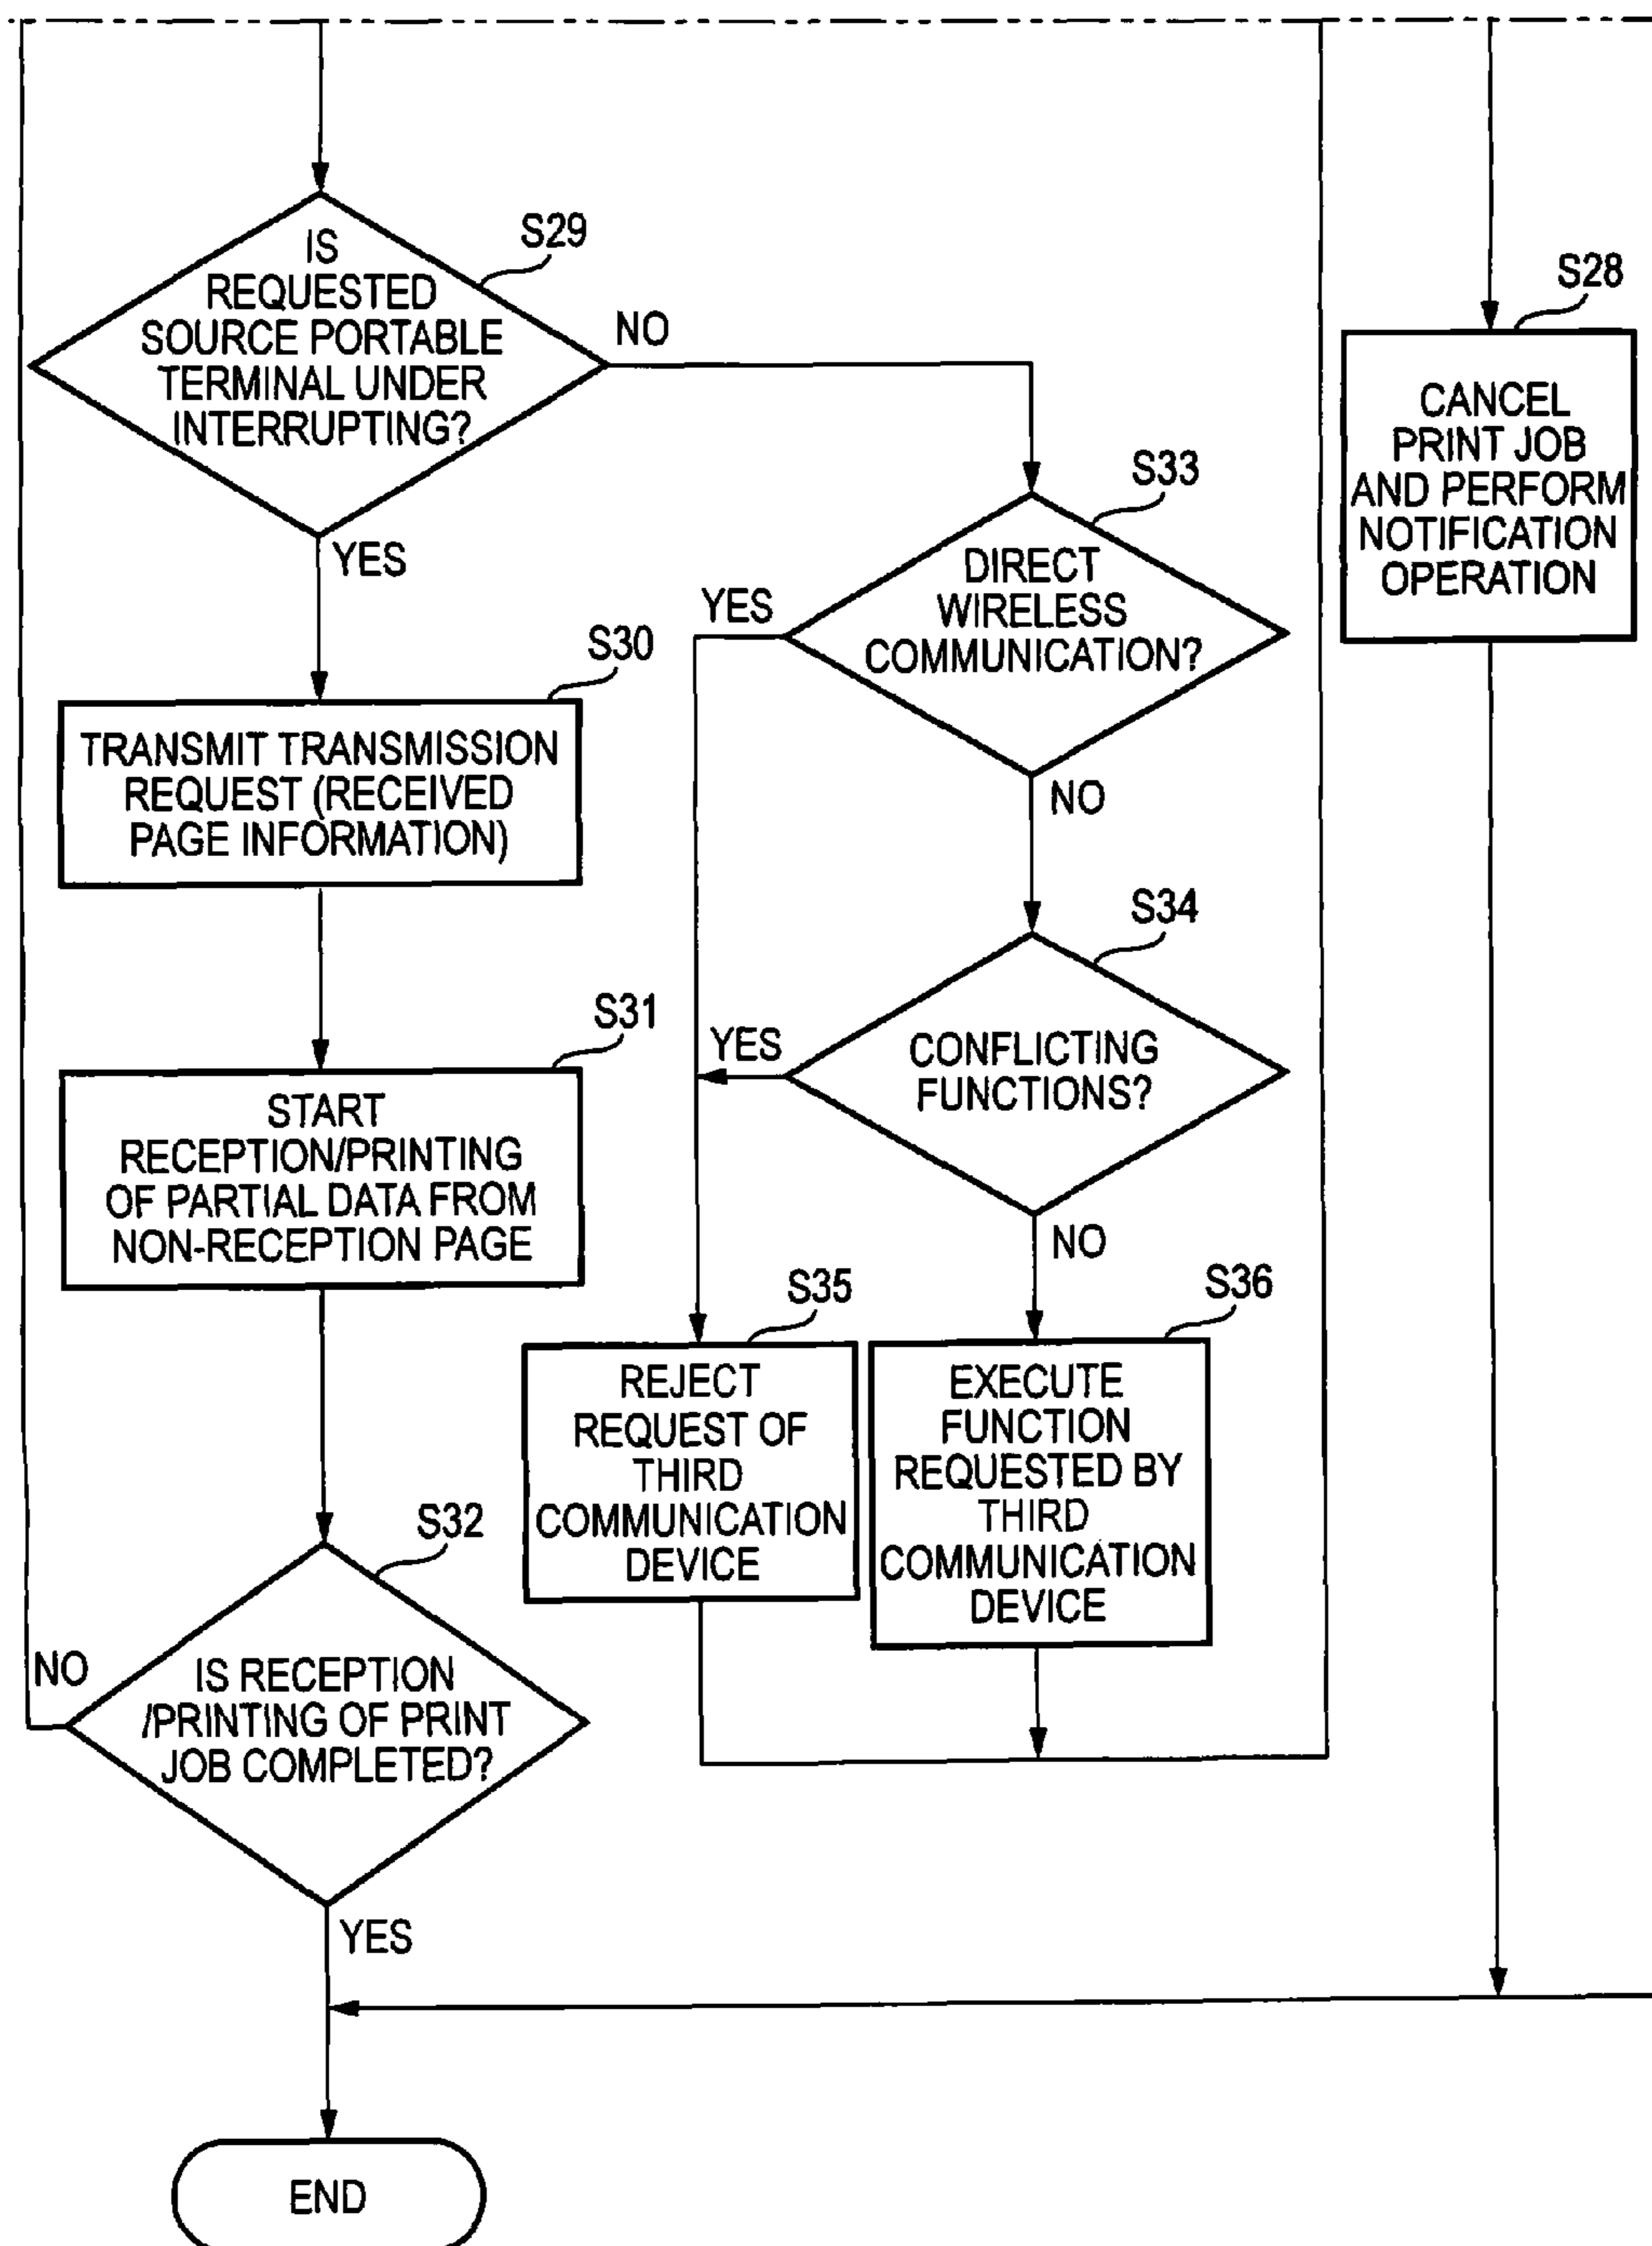 S29
IS
REQUESTED
SOURCE PORTABLE
TERMINAL UNDER
INTERRUPTING?
NO
YES
S28
CANCEL
PRINT JOB
AND PERFORM
NOTIFICATION
OPERATION
S33
DIRECT
WIRELESS
COMMUNICATION?
YES
NO
S30
TRANSMIT TRANSMISSION
REQUEST (RECEIVED
PAGE INFORMATION)
S34
CONFLICTING
FUNCTIONS?
YES
NO
S31
START
RECEPTION/PRINTING
OF PARTIAL DATA FROM
NON-RECEPTION PAGE
S35
REJECT
REQUEST OF
THIRD
COMMUNICATION
DEVICE
S36
EXECUTE
FUNCTION
REQUESTED BY
THIRD
COMMUNICATION
DEVICE
S32
IS RECEPTION
/PRINTING OF PRINT
JOB COMPLETED?
NO
YES
END